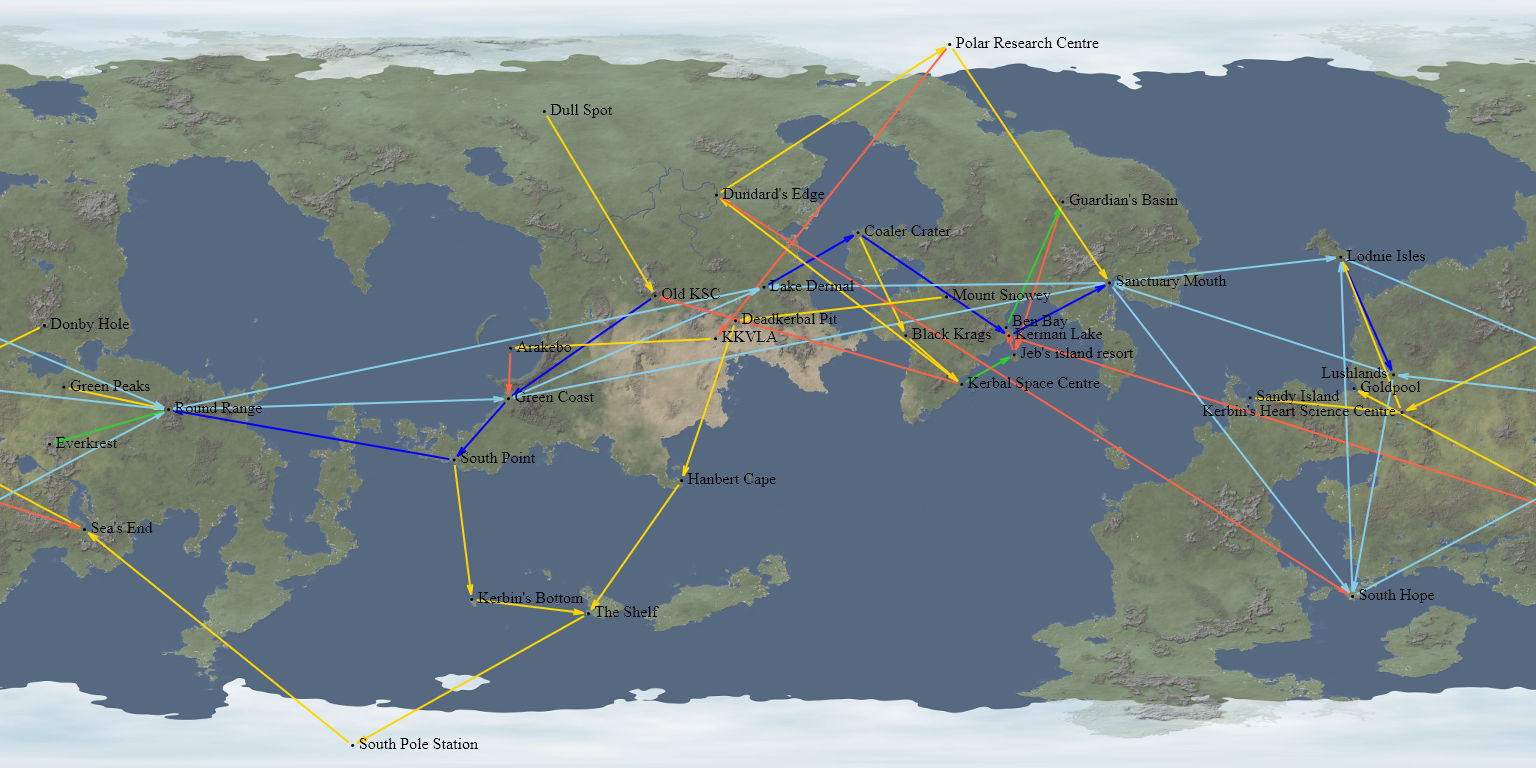 Polar Research Centre
Dull Spot
Dundard's Edge
Guardian's Basin
Coaler Crater
Lodnie Isles
Sanctuary Mouth
Lake Dermal
Old KSC
Mount Snowey
Deadkerbal Pit
Ben Bay
Donby Hole
Black Krags
Kerman Lake
KKVLA
Arakebo
Jeb's island resort
Lushlands
Green Peaks
Kerbal Space Centre
Goldpool
Green Coast
Sandy Island
Round Range
Kerbin's Heart Science Centre
Everkrest
South Point
Hanbert Cape
Sea's End
South Hope
Kerbin's Bottom
The Shelf
South Pole Station